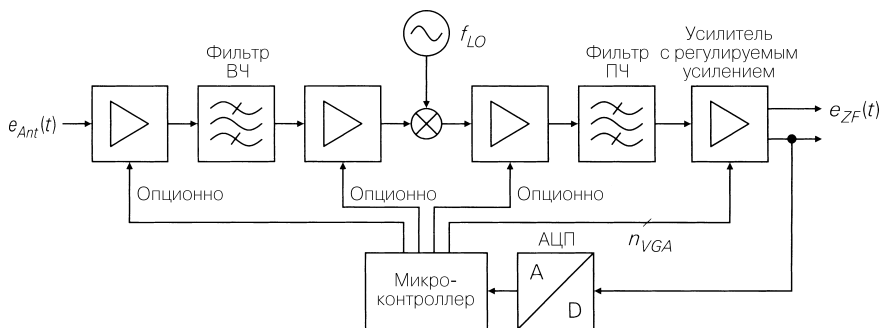 f_LO
Фильтр
ВЧ
Фильтр
ПЧ
Усилитель
с регулируемым
усилением
e_Ant(t)
e_ZF(t)
Опционно
Опционно
Опционно
n_VGA
АЦП
Микро-
контроллер
A
D